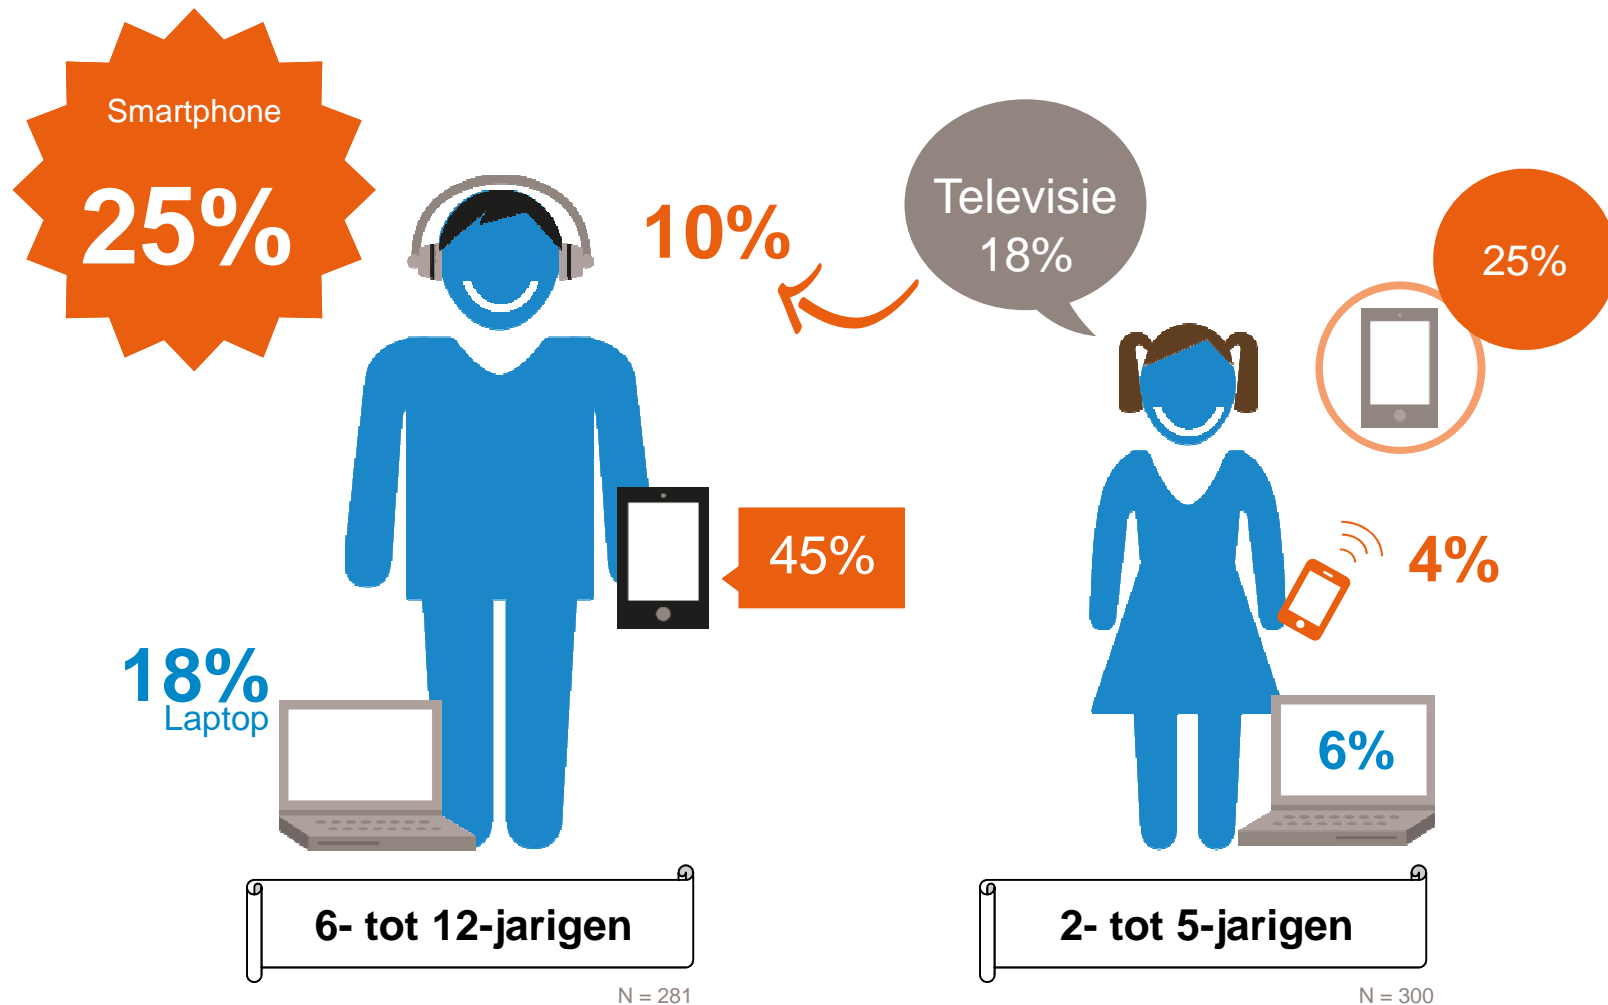 Smartphone
25%
10%
Televisie
18%
25%
45%
4%
18%
Laptop
6%
6- tot 12-jarigen
2- tot 5-jarigen
N = 281
N = 300